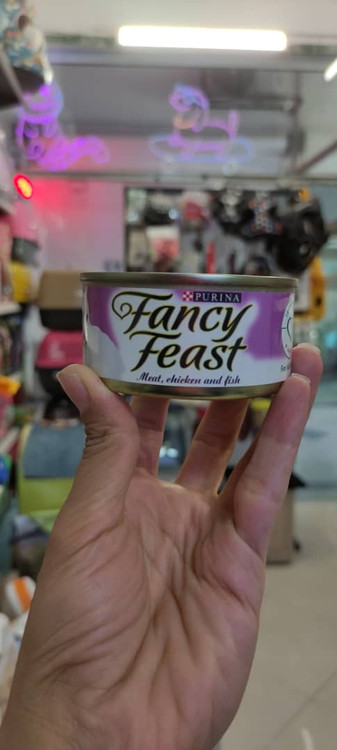 PURINA
Fancy
Feast
Meat, chicken and fish